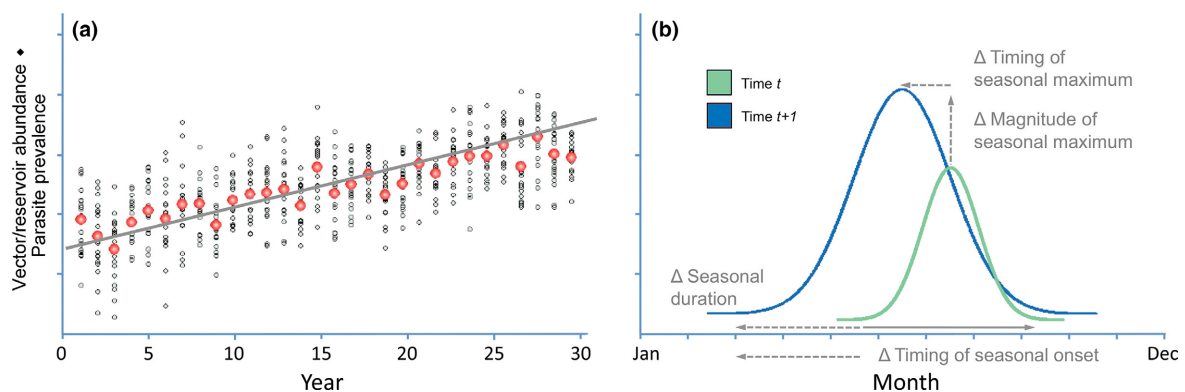 (a)
Vector/reservoir abundance ◆
Parasite prevalence
0 5 10 15 20 25 30
Year
(b)
Time t
Time t+1
Δ Timing of
seasonal maximum
Δ Magnitude of
seasonal maximum
Δ Seasonal
duration
Δ Timing of seasonal onset
Jan
Dec
Month